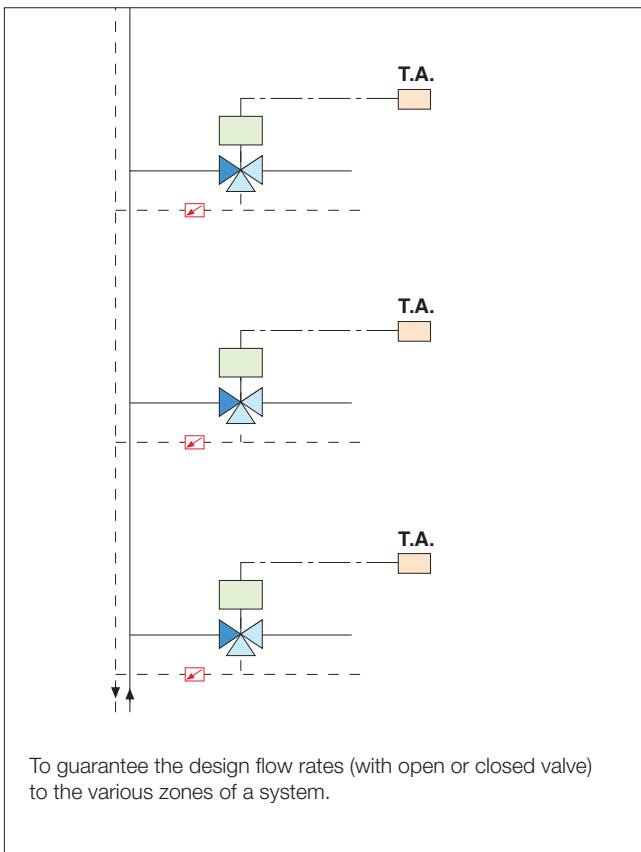 T.A.
T.A.
T.A.
To guarantee the design flow rates (with open or closed valve)
to the various zones of a system.